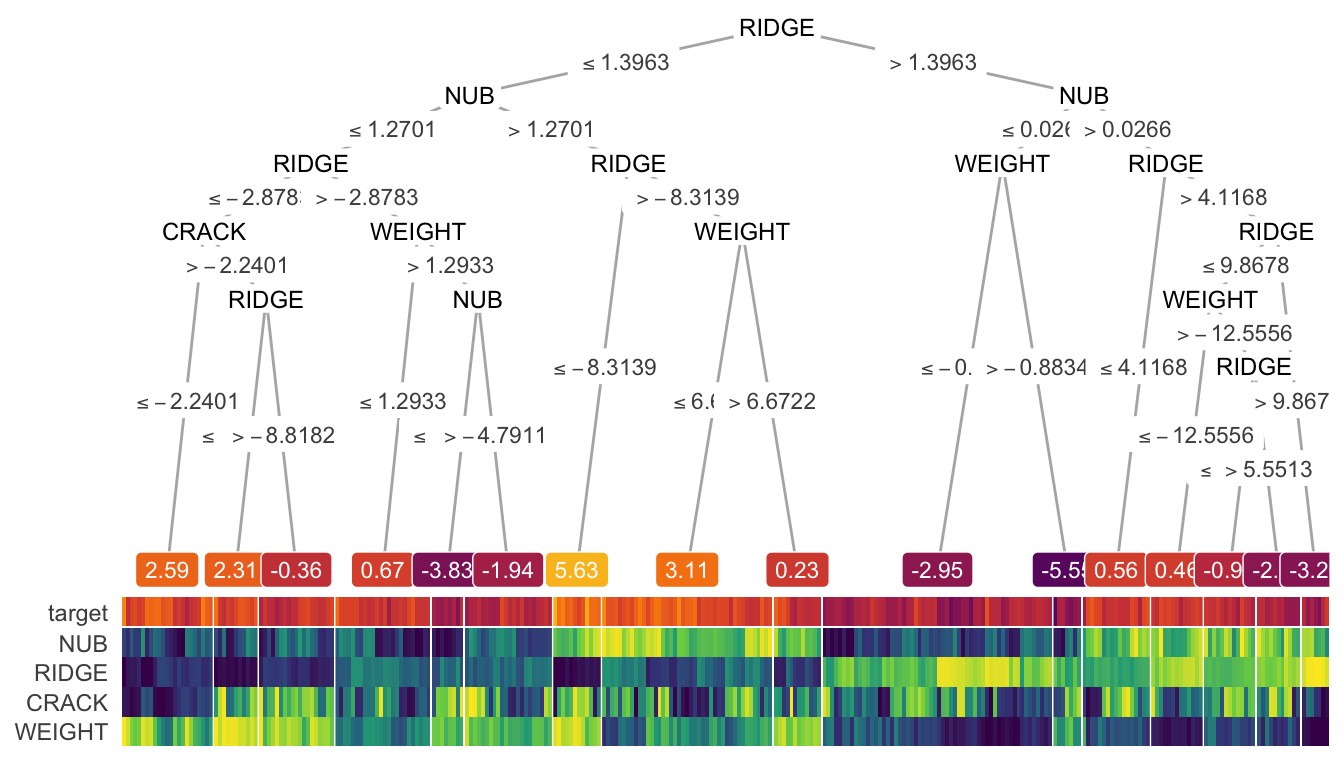 RIDGE
≤ 1.3963 > 1.3963
NUB NUB
≤ 1.2701 > 1.2701 ≤ 0.026 > 0.0266
RIDGE RIDGE WEIGHT RIDGE
≤ − 2.878 > − 2.8783 > − 8.3139 > 4.1168
CRACK WEIGHT WEIGHT RIDGE
> − 2.2401 > 1.2933 ≤ 9.8678
RIDGE NUB WEIGHT
> − 12.5556
≤ − 8.3139 ≤ − 0. > − 0.8834 ≤ 4.1168 RIDGE
≤ − 2.2401 ≤ 1.2933 ≤ 6.6 > 6.6722 > 9.867
≤ > − 8.8182 ≤ > − 4.7911 ≤ − 12.5556
≤ > 5.5513
2.59 2.31 -0.36 0.67 -3.83 -1.94 5.63 3.11 0.23 -2.95 -5.55 0.56 0.46 -0.9 -2. -3.2
target
NUB
RIDGE
CRACK
WEIGHT